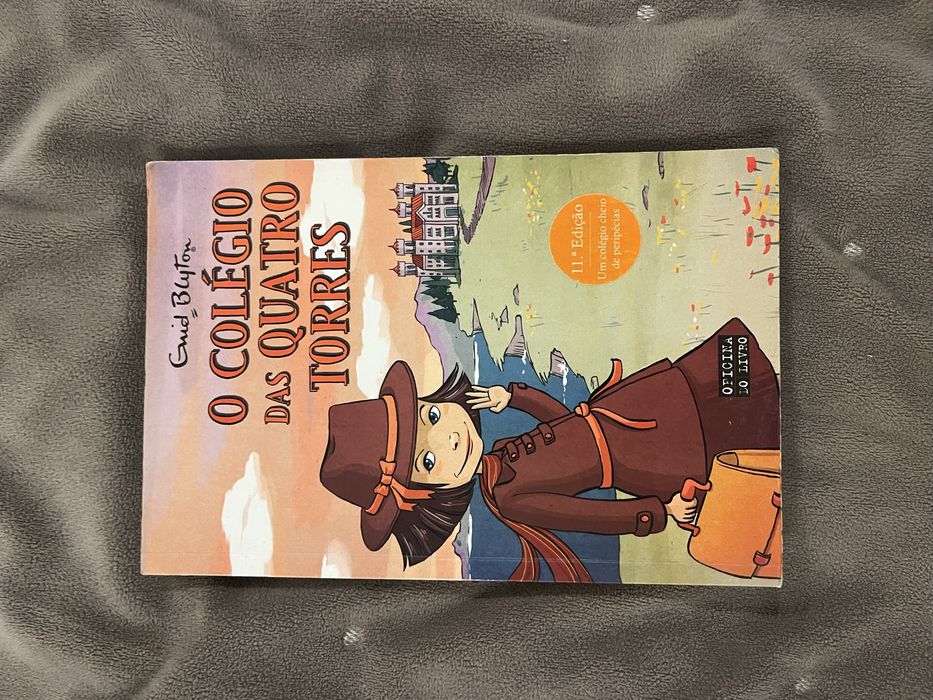 Enid Blyton
O COLÉGIO
DAS QUATRO
TORRES
11.ª Edição
Um colégio cheio
de peripécias
OFICINA
DO LIVRO